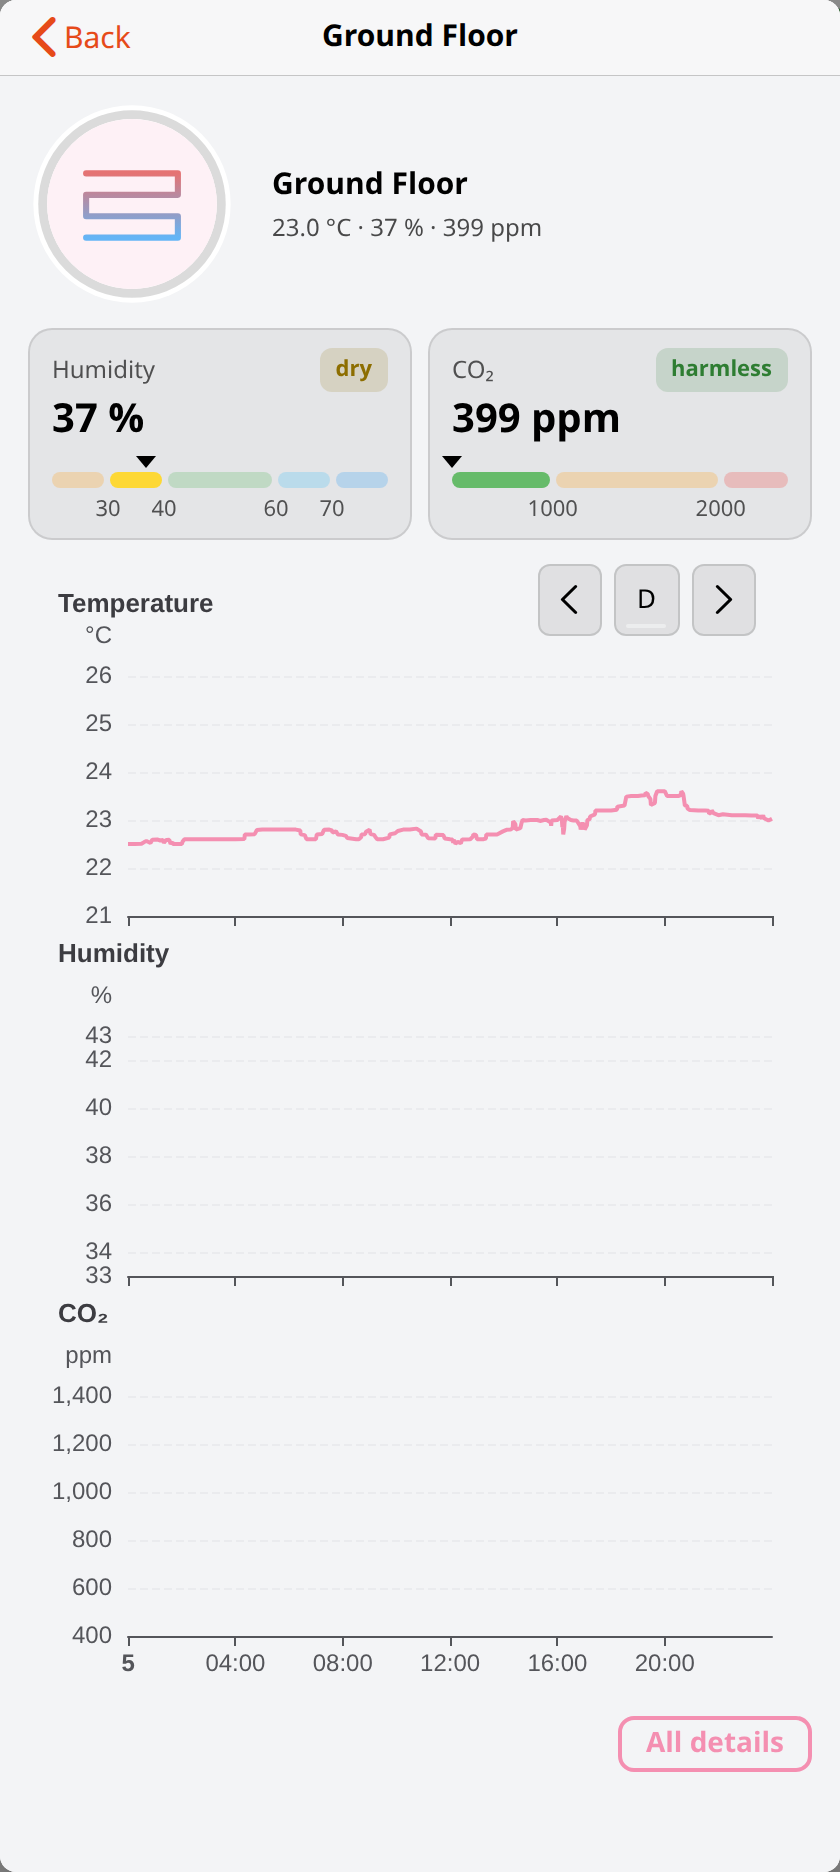 Back
Ground Floor
Ground Floor
23.0 °C · 37 % · 399 ppm
Humidity
dry
37 %
30 40 60 70
CO₂
harmless
399 ppm
1000 2000
Temperature
D
°C
26
25
24
23
22
21
Humidity
%
43
42
40
38
36
34
33
CO₂
ppm
1,400
1,200
1,000
800
600
400
5 04:00 08:00 12:00 16:00 20:00
All details